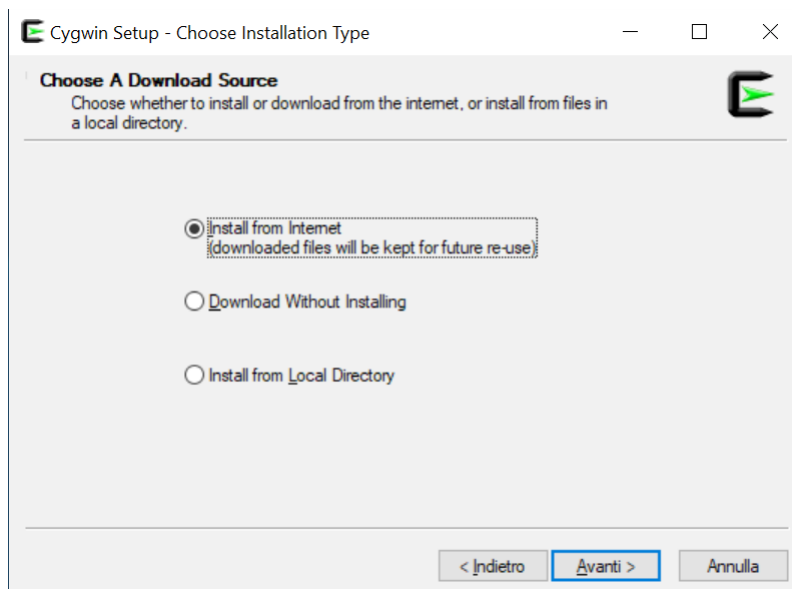 Cygwin Setup - Choose Installation Type
Choose A Download Source
Choose whether to install or download from the internet, or install from files in
a local directory.
Install from Internet
(downloaded files will be kept for future re-use)
Download Without Installing
Install from Local Directory
< Indietro
Avanti >
Annulla